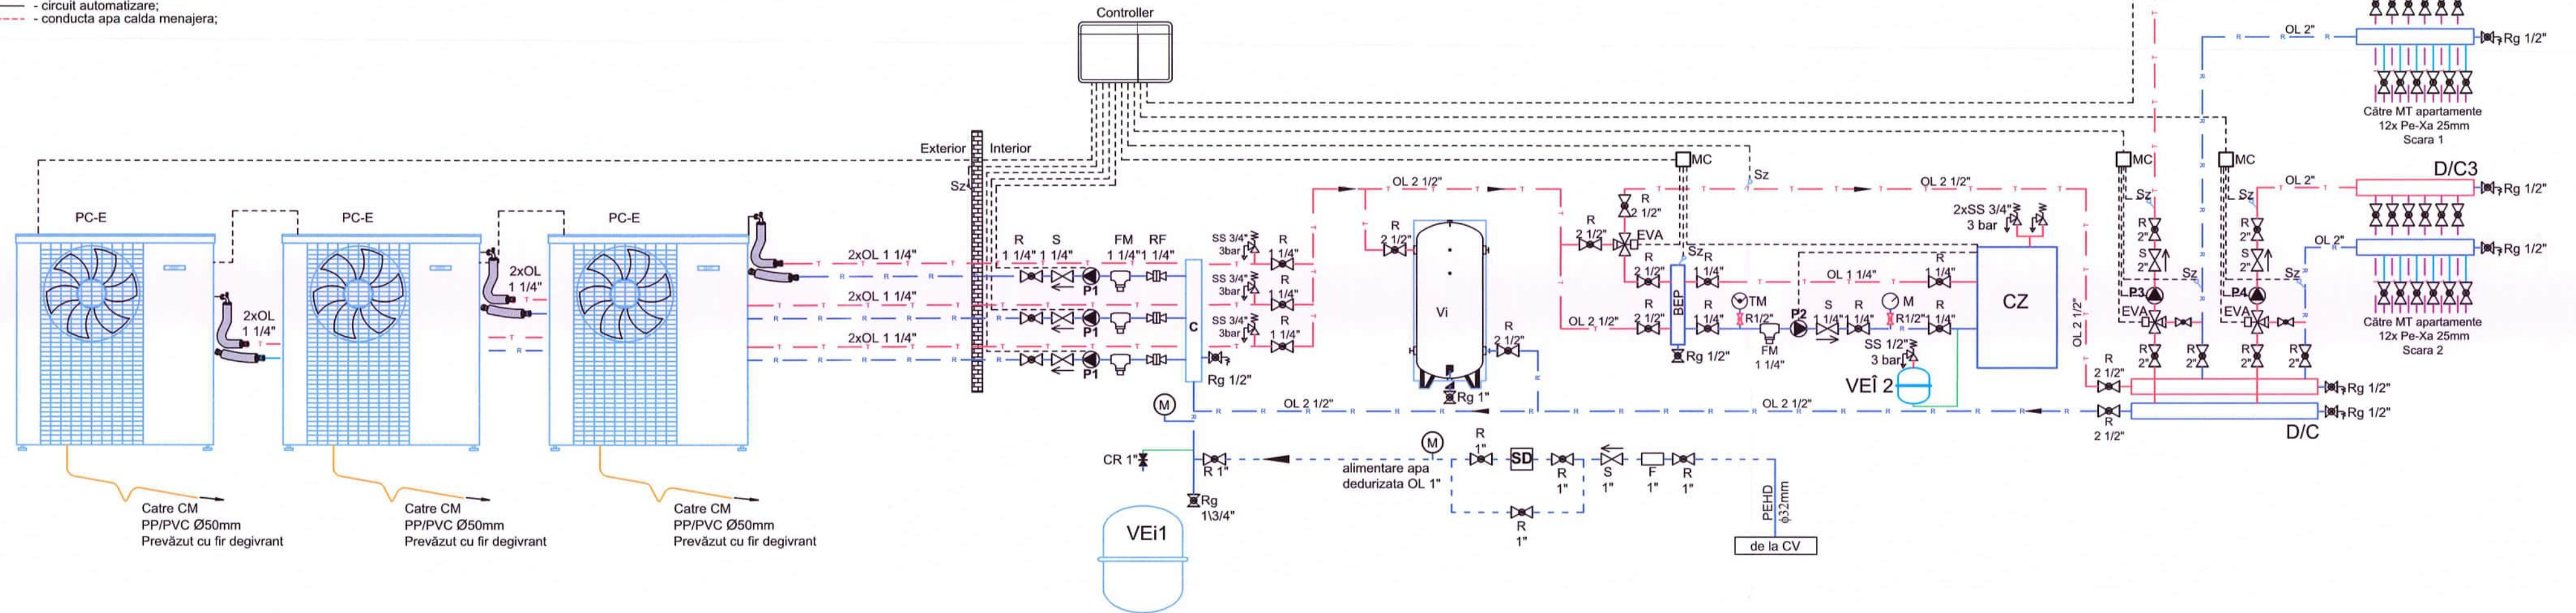 - circuit automatizare;
- conducta apa calda menajera;
Controller
OL 2"
Rg 1/2"
Către MT apartamente
12x Pe-Xa 25mm
Scara 1
Exterior
Interior
Sz
MC
Sz
MC
MC
D/C3
PC-E
PC-E
PC-E
OL 2 1/2"
R
2 1/2"
OL 2 1/2"
2xSS 3/4"
3 bar
Sz
Sz
OL 2"
Rg 1/2"
R
2"
R
2"
R S FM RF
1 1/4" 1 1/4" 1 1/4" 1 1/4"
SS 3/4"
3bar
R
1 1/4"
R
2 1/2"
R
2 1/2"
EVA
Sz
OL 2"
Rg 1/2"
2xOL 1 1/4"
2xOL
1 1/4"
P1
SS 3/4"
3bar
R
1 1/4"
R
2 1/2"
R
1 1/4"
OL 1 1/4"
R
1 1/4"
S
2"
S
2"
Sz
Sz
2xOL 1 1/4"
2xOL
1 1/4"
P1
C
SS 3/4"
3bar
R
1 1/4"
Vi
OL 2 1/2"
R
2 1/2"
BEP
R
1 1/4"
TM
R1/2"
FM
1 1/4"
P2
S
1 1/4"
R
1 1/4"
M
R1/2"
R
1 1/4"
CZ
OL 2 1/2"
P3
EVA
P4
EVA
Către MT apartamente
12x Pe-Xa 25mm
Scara 2
2xOL 1 1/4"
P1
Rg 1/2"
R
2 1/2"
Rg 1/2"
SS 1/2"
3 bar
VEÎ 2
R
2"
R
2"
R
2"
R
2"
R
2 1/2"
Rg 1/2"
M
OL 2 1/2"
Rg 1"
OL 2 1/2"
R
2 1/2"
Rg 1/2"
D/C
CR 1"
R 1"
M
alimentare apa
dedurizata OL 1"
R
1"
SD
R
1"
S
1"
F
1"
R
1"
Rg
1\3/4"
R
1"
PEHD
ϕ32mm
de la CV
VEi1
Catre CM
PP/PVC Ø50mm
Prevăzut cu fir degivrant
Catre CM
PP/PVC Ø50mm
Prevăzut cu fir degivrant
Catre CM
PP/PVC Ø50mm
Prevăzut cu fir degivrant